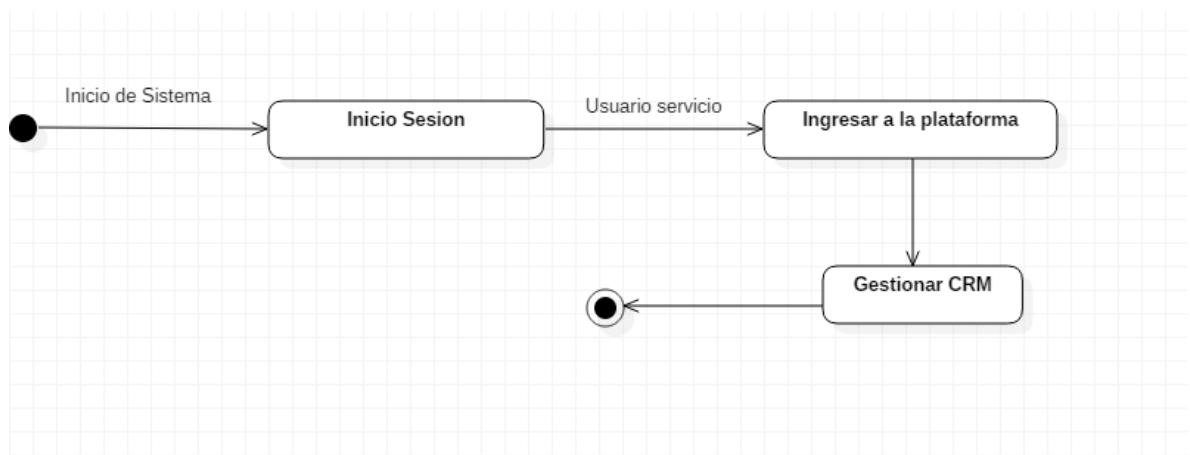 Inicio de Sistema
Inicio Sesion
Usuario servicio
Ingresar a la plataforma
Gestionar CRM